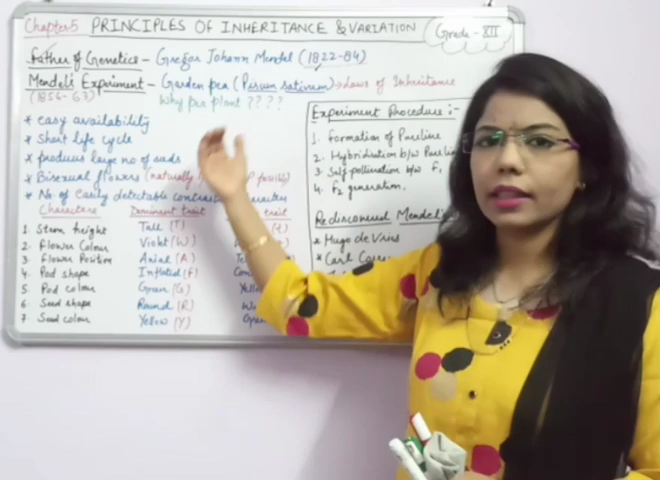 Chapter 5 PRINCIPLES OF INHERITANCE & VARIATION
Grade - XII
Father of Genetics - Gregor Johann Mendel (1822-84)
Mendel's Experiment - Garden pea (Pisum sativum) → Laws of Inheritance
(1856-63)
Why pea plant ????
* easy availability
* Short life cycle
* produces large no of seeds
* Bisexual flowers (naturally
* No. of easily detectable
Characters Dominant trait trait
1. Stem height Tall (T) (t)
2. Flower Colour Violet (W)
3. Flower Position Axial (A)
4. Pod shape Inflated (F)
5. Pod colour Green (G) Yello
6. Seed shape Round (R)
7. Seed colour Yellow (Y)
Experiment Procedure :-
1. Formation of Pureline
2. Hybridisation b/w Pureline
3. Self-pollination b/w F1
4. F2 generation.
Rediscovered Mendel
* Hugo de Vries
* Carl